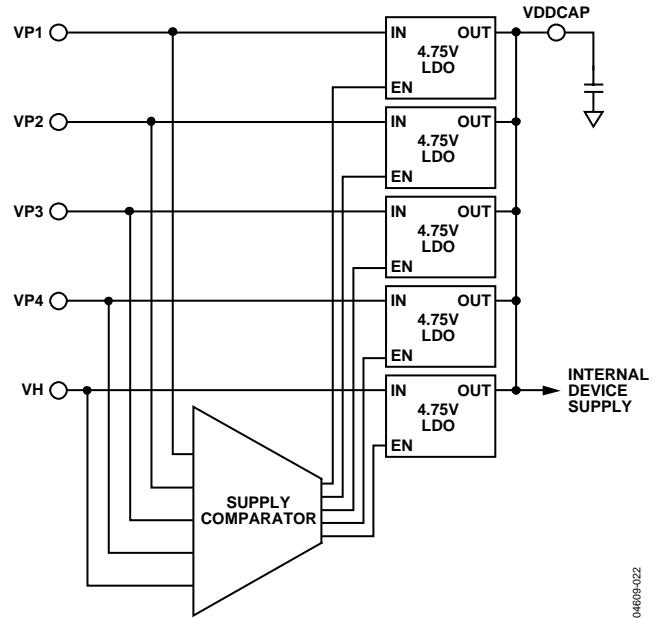 VDDCAP
VP1
IN OUT
4.75V
LDO
EN
VP2
IN OUT
4.75V
LDO
EN
VP3
IN OUT
4.75V
LDO
EN
VP4
IN OUT
4.75V
LDO
EN
VH
IN OUT
4.75V
LDO
EN
INTERNAL
DEVICE
SUPPLY
SUPPLY
COMPARATOR
04609-022